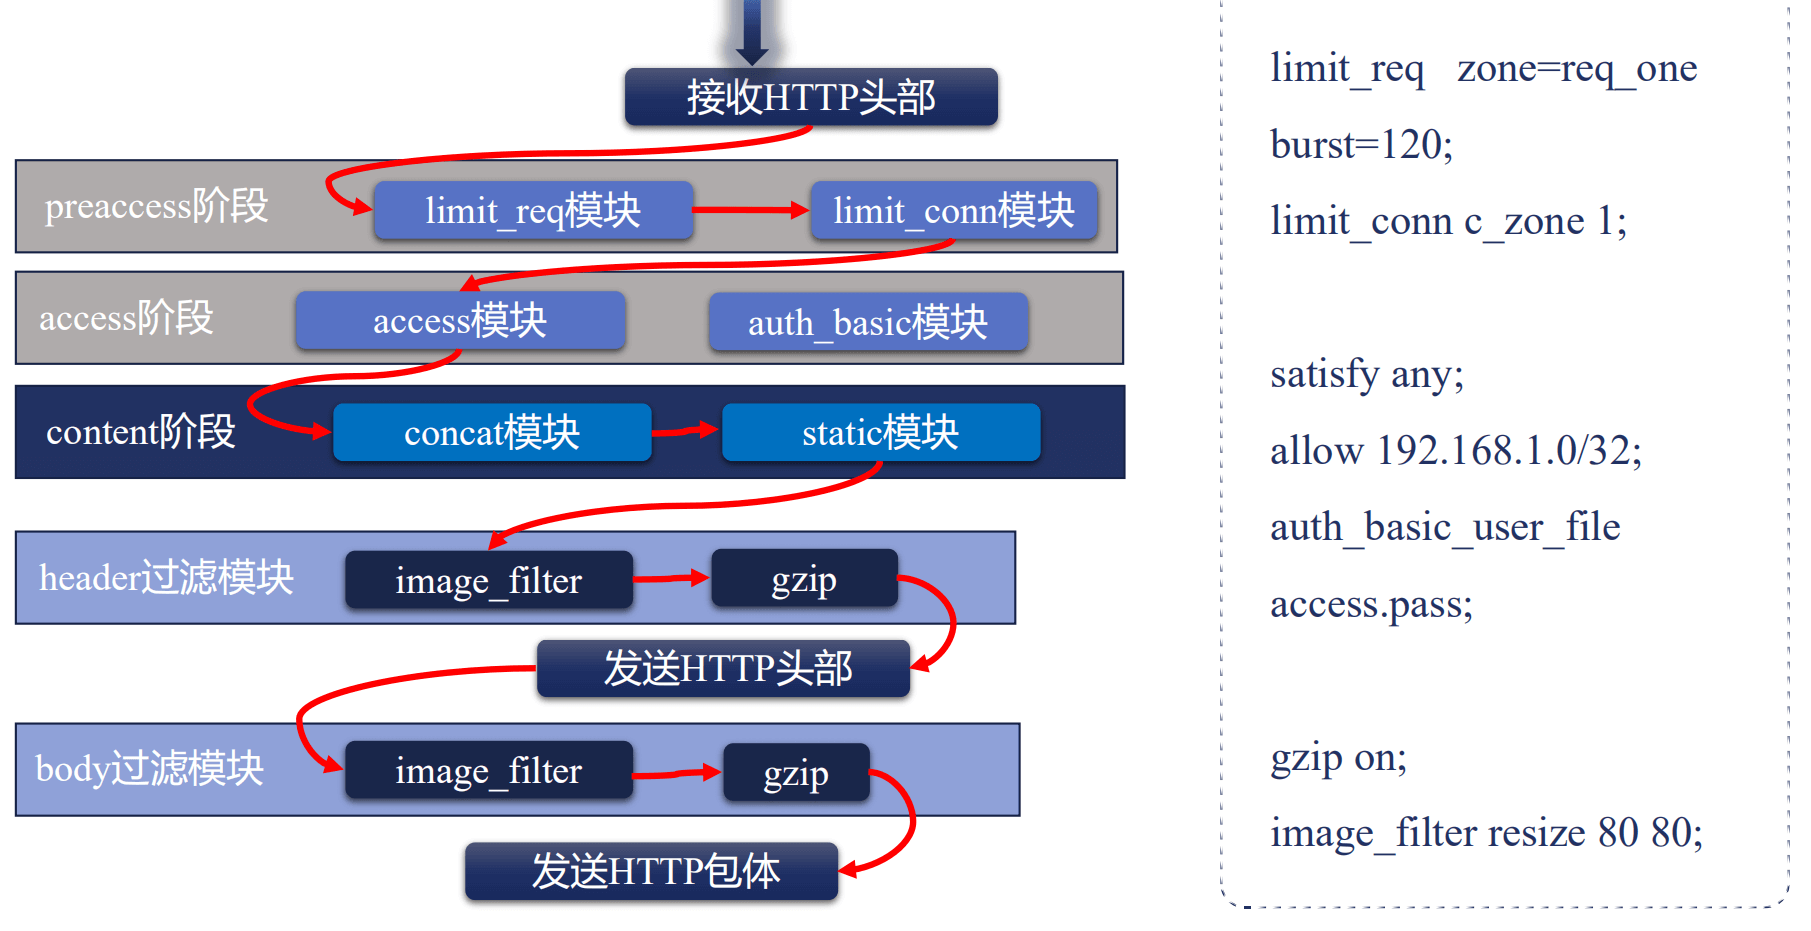 接收HTTP头部
preaccess阶段
limit_req模块
limit_conn模块
access阶段
access模块
auth_basic模块
content阶段
concat模块
static模块
header过滤模块
image_filter
gzip
发送HTTP头部
body过滤模块
image_filter
gzip
发送HTTP包体
limit_req zone=req_one
burst=120;
limit_conn c_zone 1;
satisfy any;
allow 192.168.1.0/32;
auth_basic_user_file
access.pass;
gzip on;
image_filter resize 80 80;